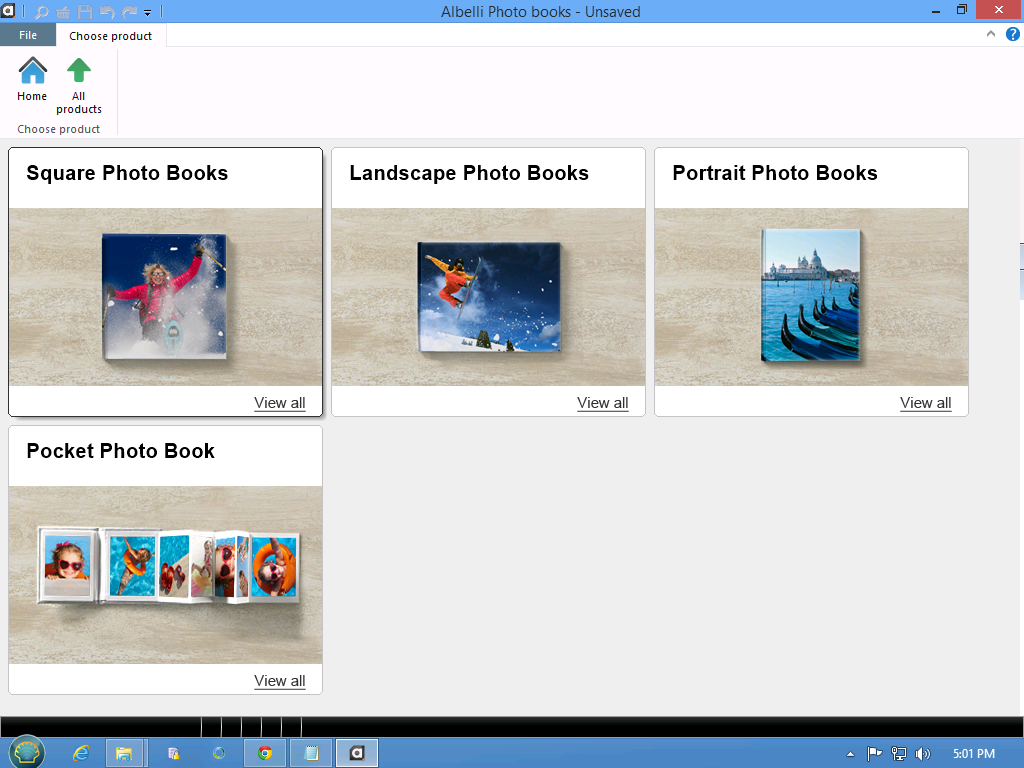 Albelli Photo books - Unsaved
File
Choose product
Home
All
products
Choose product
Square Photo Books
Landscape Photo Books
Portrait Photo Books
View all
View all
View all
Pocket Photo Book
View all
5:01 PM